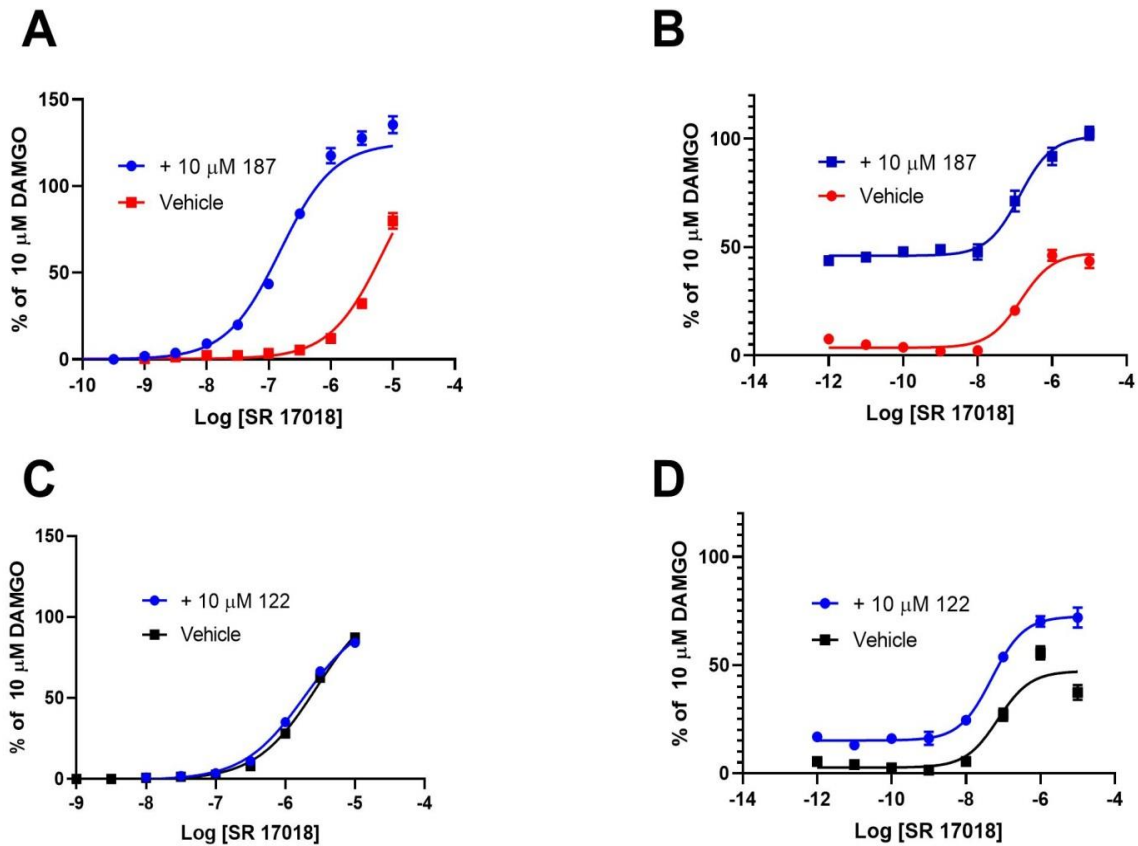 A
150
100
50
0
% of 10 µM DAMGO
+ 10 µM 187
Vehicle
-10 -9 -8 -7 -6 -5 -4
Log [SR 17018]
B
100
50
0
% of 10 µM DAMGO
+ 10 µM 187
Vehicle
-14 -12 -10 -8 -6 -4
Log [SR 17018]
C
150
100
50
0
% of 10 µM DAMGO
+ 10 µM 122
Vehicle
-9 -8 -7 -6 -5 -4
Log [SR 17018]
D
100
50
0
% of 10 µM DAMGO
+ 10 µM 122
Vehicle
-14 -12 -10 -8 -6 -4
Log [SR 17018]